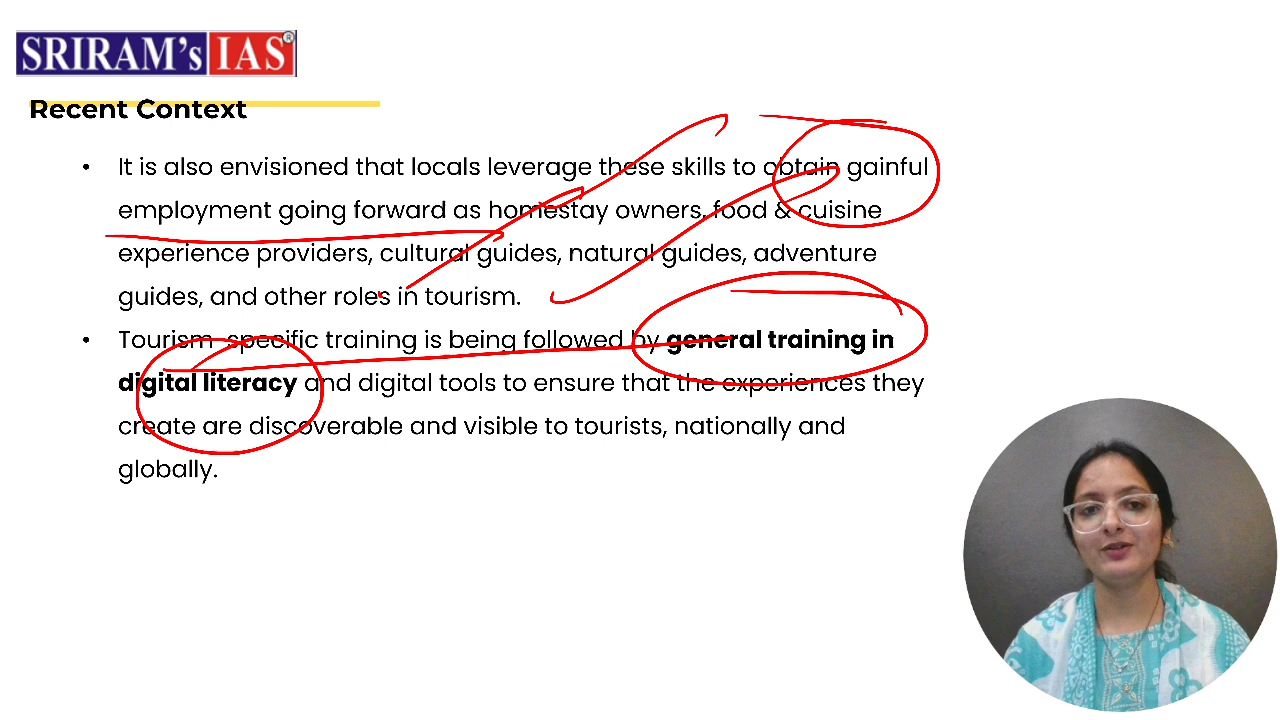 SRIRAM's IAS®
Recent Context
• It is also envisioned that locals leverage these skills to obtain gainful
employment going forward as homestay owners, food & cuisine
experience providers, cultural guides, natural guides, adventure
guides, and other roles in tourism.
• Tourism-specific training is being followed by general training in
digital literacy and digital tools to ensure that the experiences they
create are discoverable and visible to tourists, nationally and
globally.